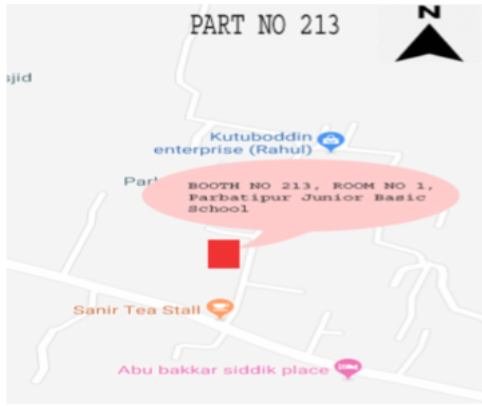 PART NO 213
N
Kutuboddin
enterprise (Rahul)
BOOTH NO 213, ROOM NO 1,
Parbatipur Junior Basic
School
Sanir Tea Stall
Abu bakkar siddik place